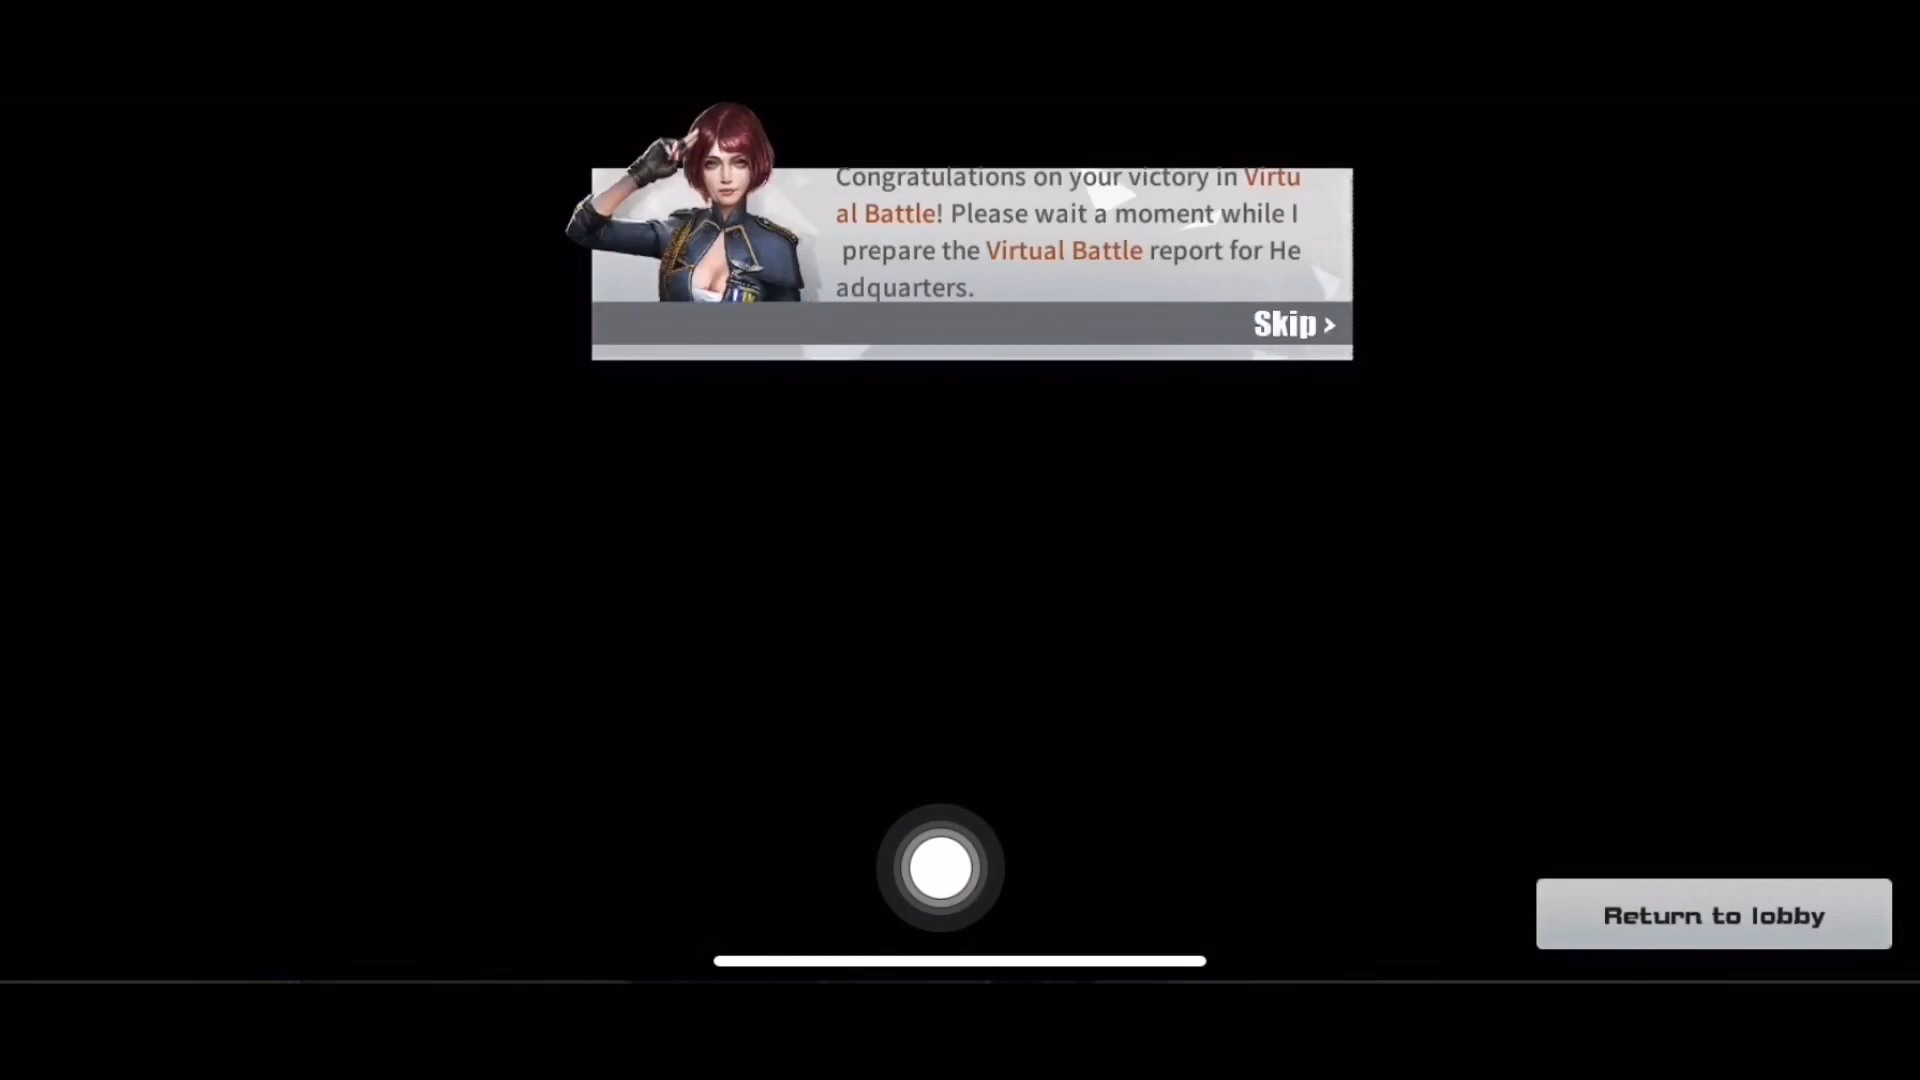 Congratulations on your victory in Virtu
al Battle! Please wait a moment while I
prepare the Virtual Battle report for He
adquarters.
Skip >
Return to lobby